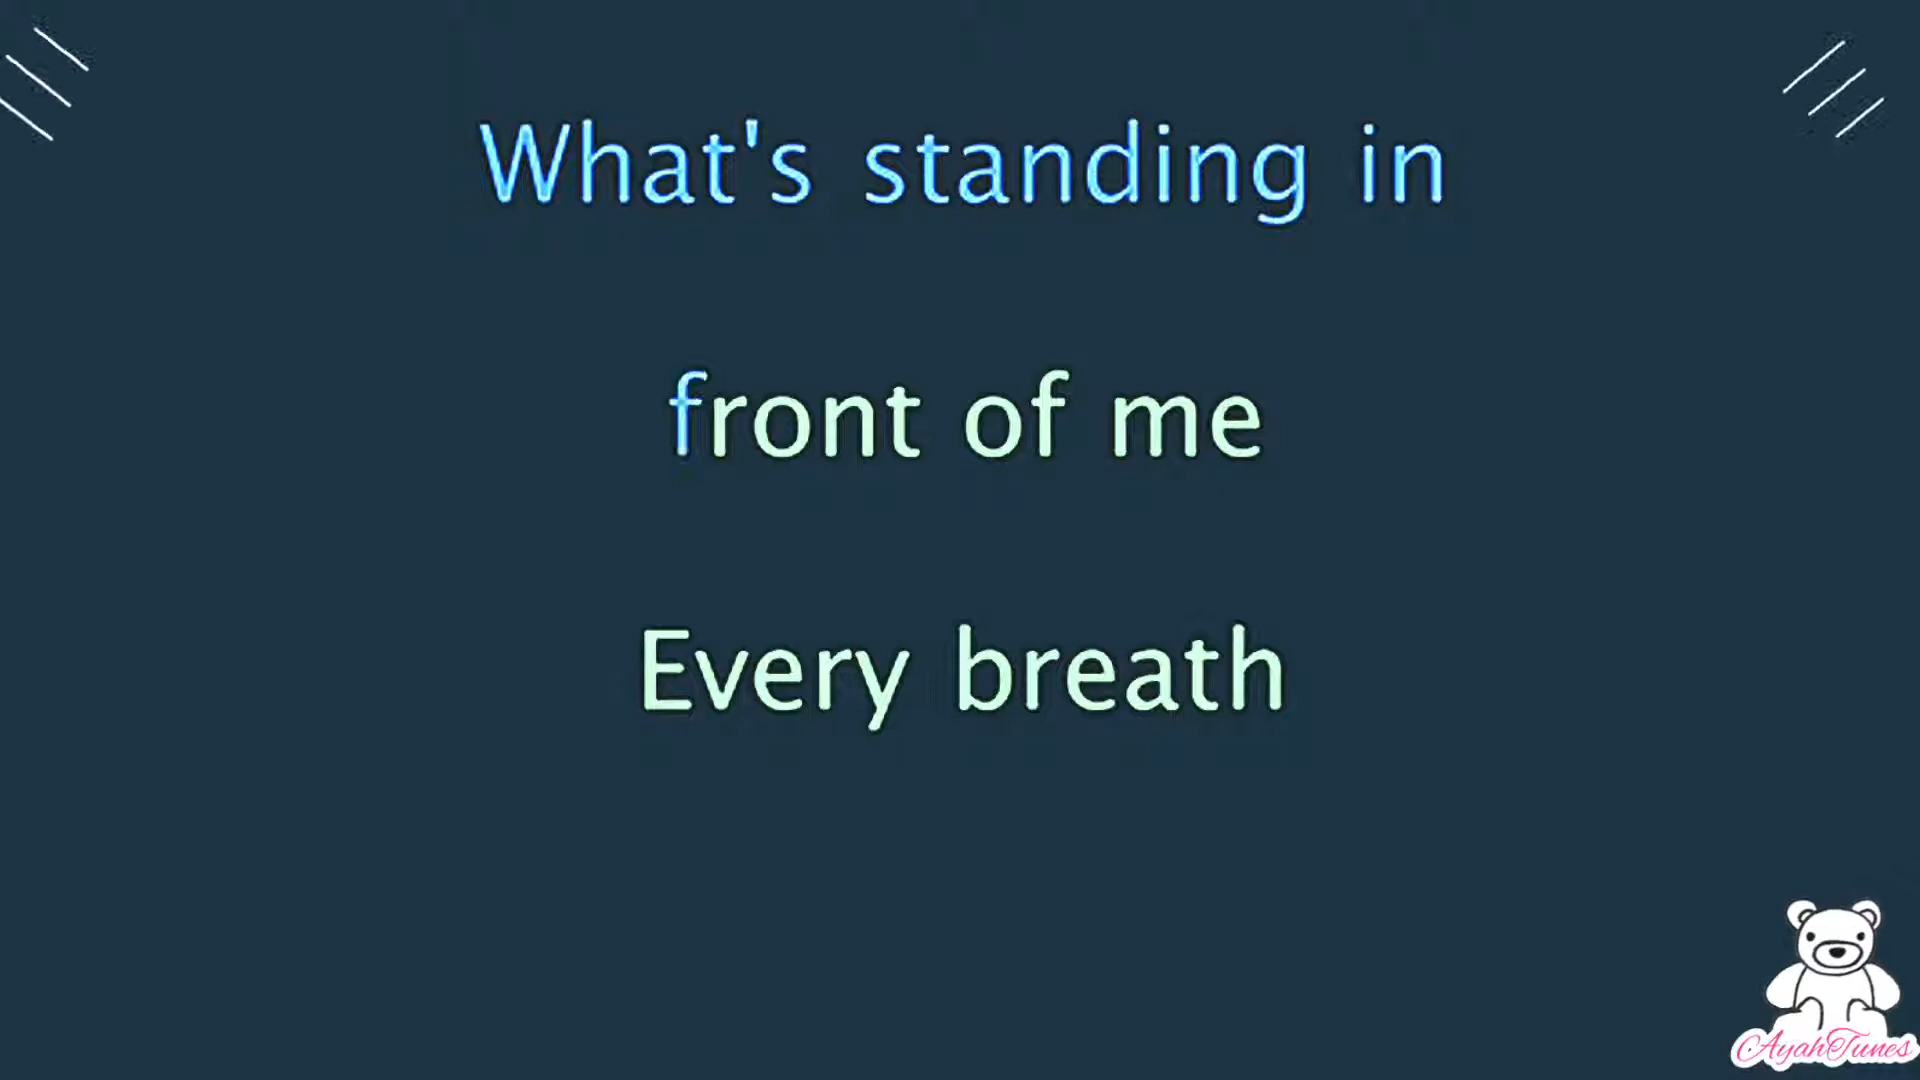 What's standing in
front of me
Every breath
AyahTunes